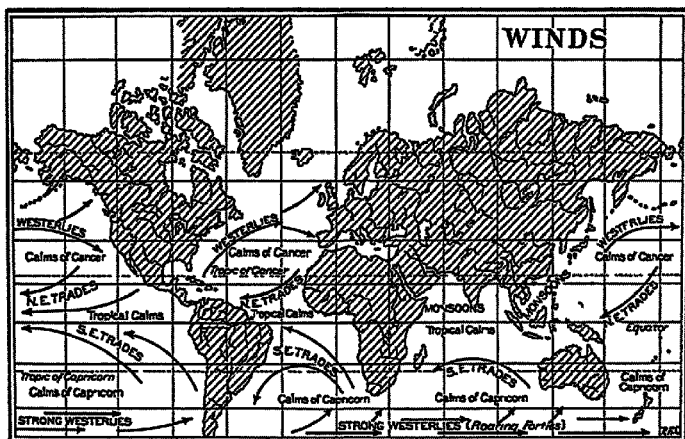 WINDS
WESTERLIES
WESTERLIES
WESTERLIES
Calms of Cancer
Calms of Cancer
Calms of Cancer
Tropic of Cancer
N.E.TRADES
N.E.TRADES
N.E.TRADES
MONSOONS
MONSOONS
Tropical Calms
Tropical Calms
Tropical Calms
Equator
S.E.TRADES
S.E.TRADES
S.E.TRADES
Tropic of Capricorn
Calms of Capricorn
Calms of Capricorn
Calms of Capricorn
Calms of Capricorn
STRONG WESTERLIES
STRONG WESTERLIES (Roaring Forties)